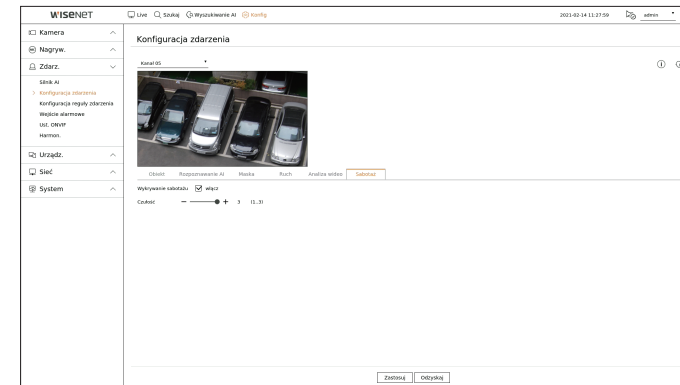 WISENET
Live Szukaj Wyszukiwanie AI Konfig
2021-02-14 11:27:59 admin
Kamera
Nagryw.
Zdarz.
Silnik AI
Konfiguracja zdarzenia
Konfiguracja reguły zdarzenia
Wejście alarmowe
Ust. ONVIF
Harmon.
Urządz.
Sieć
System
Konfiguracja zdarzenia
Kanał 05
Obiekt Rozpoznawanie AI Maska Ruch Analiza wideo Sabotaż
Wykrywanie sabotażu włącz
Czułość 3 (1..3)
Zastosuj Odzyskaj